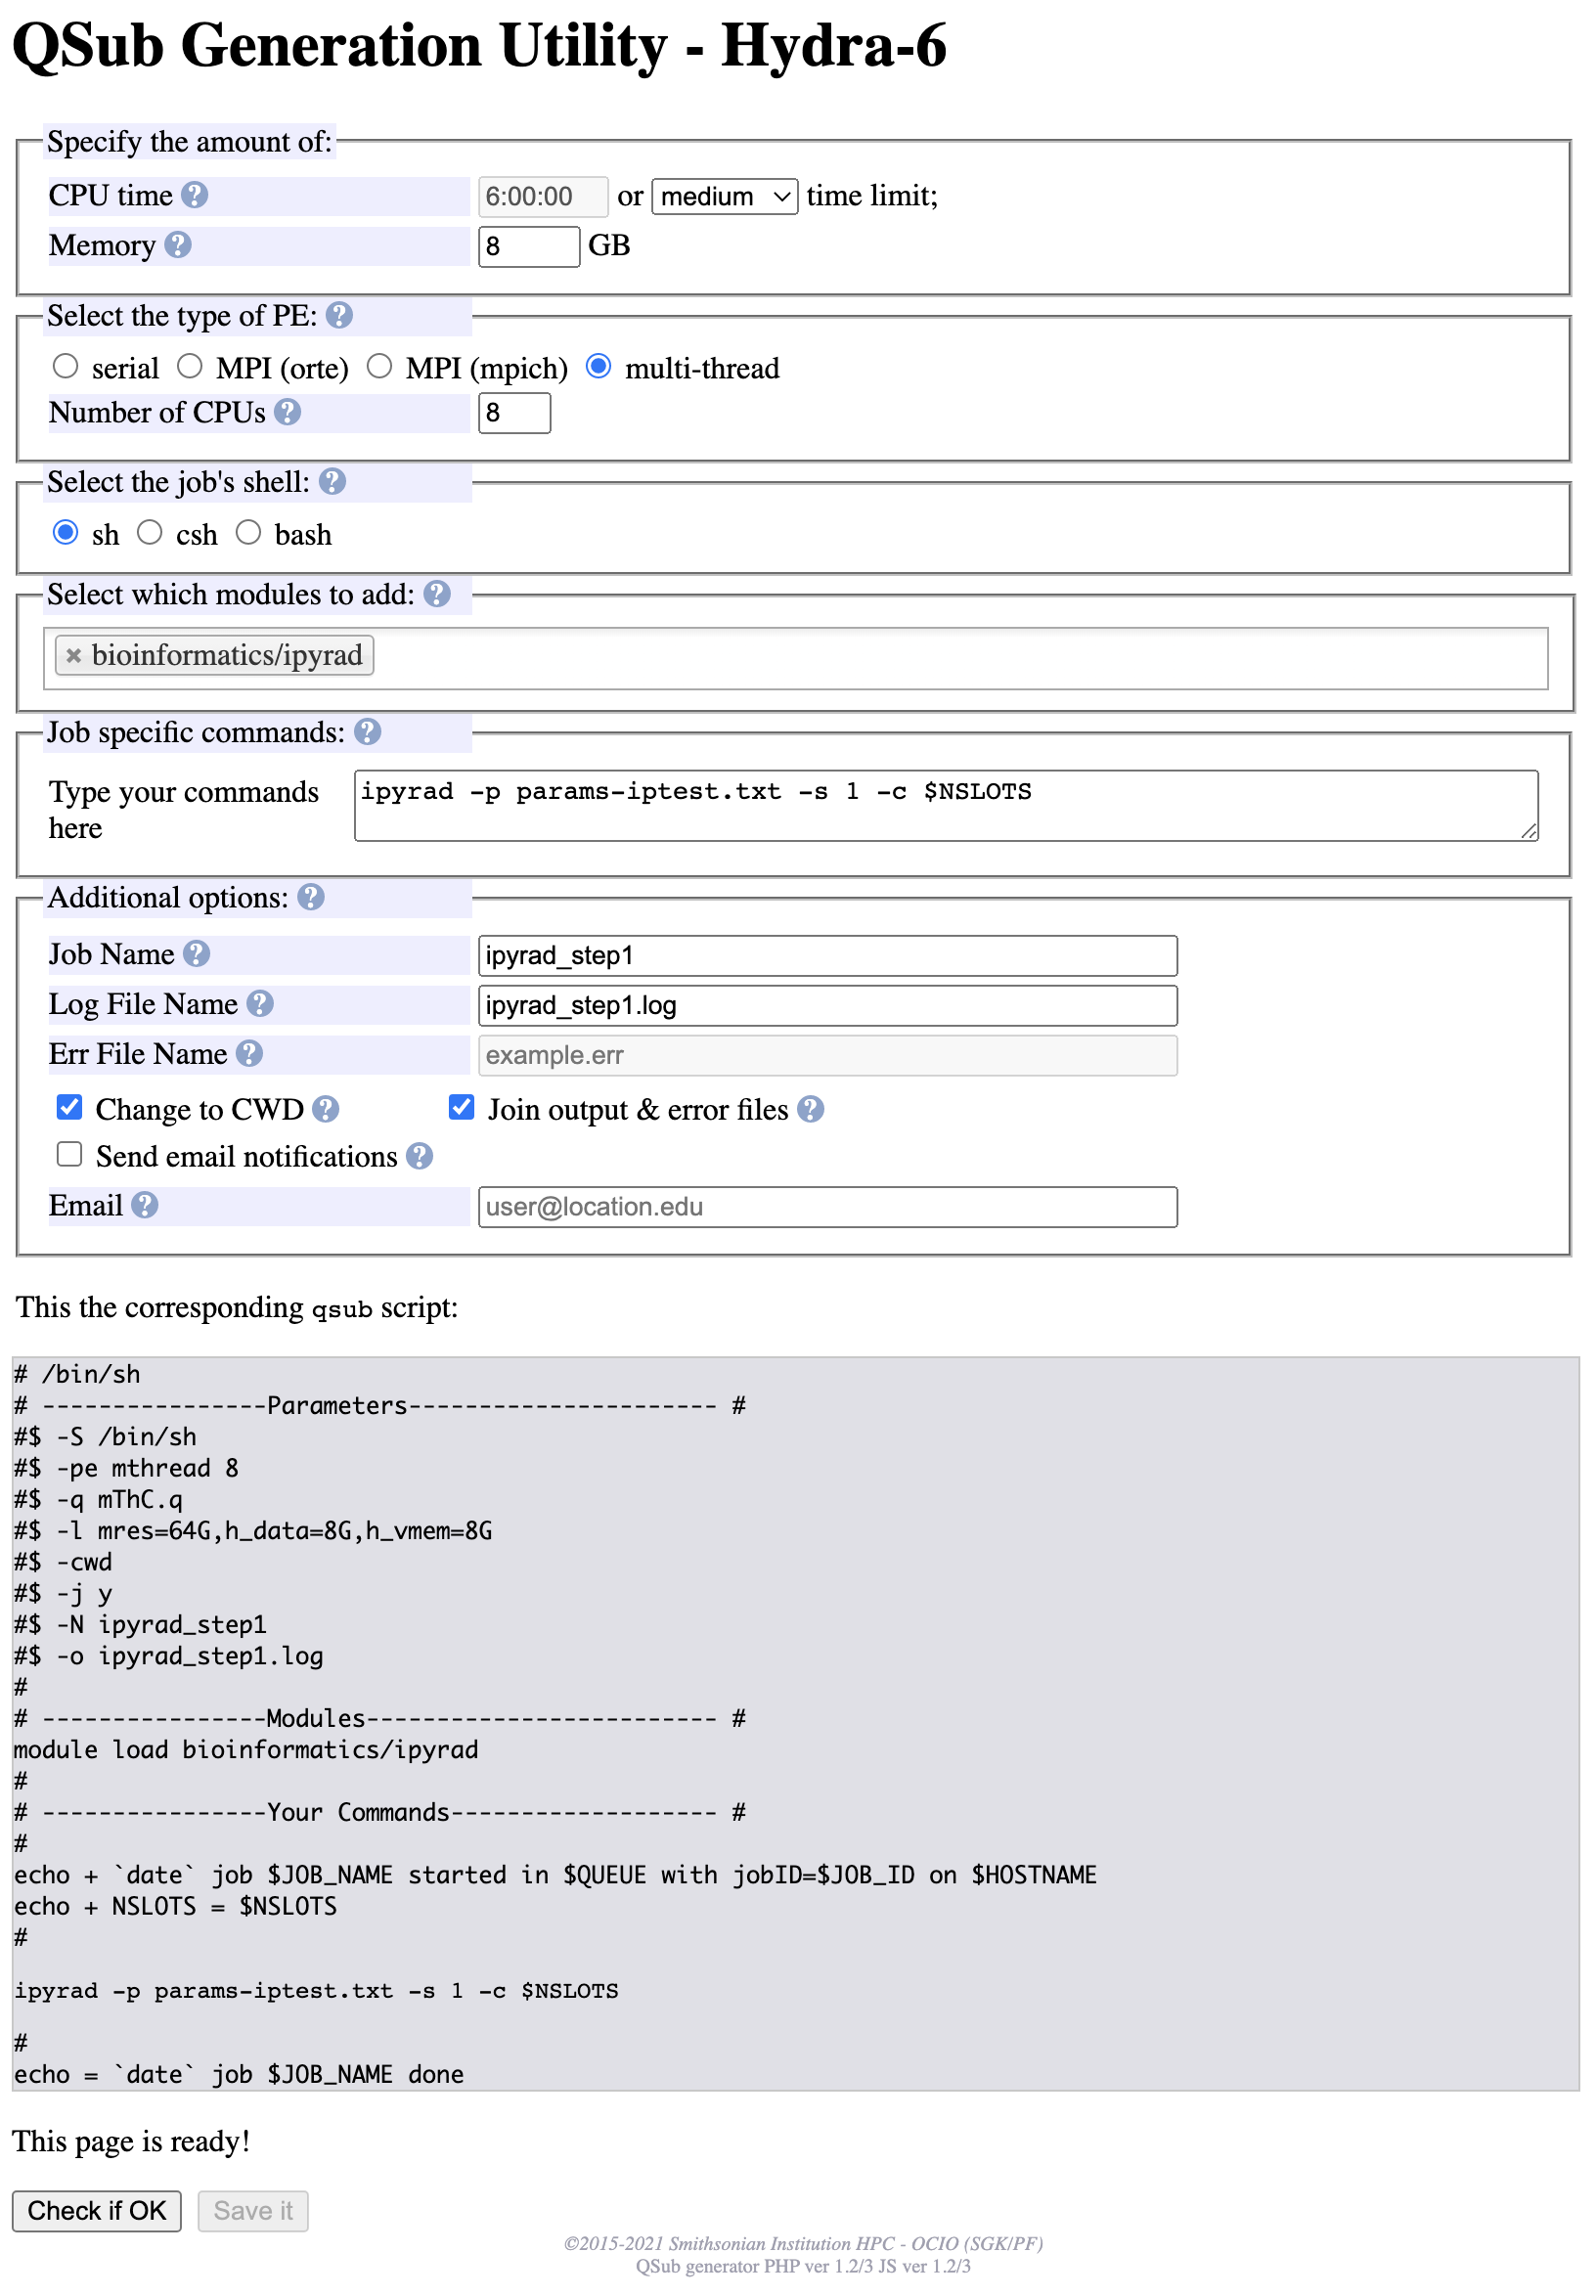 QSub Generation Utility - Hydra-6
Specify the amount of:
CPU time ? 6:00:00 or medium time limit;
Memory ? 8 GB
Select the type of PE: ?
serial MPI (orte) MPI (mpich) multi-thread
Number of CPUs ? 8
Select the job's shell: ?
sh csh bash
Select which modules to add: ?
× bioinformatics/ipyrad
Job specific commands: ?
Type your commands here
ipyrad -p params-iptest.txt -s 1 -c $NSLOTS
Additional options: ?
Job Name ? ipyrad_step1
Log File Name ? ipyrad_step1.log
Err File Name ? example.err
Change to CWD ? Join output & error files ?
Send email notifications ?
Email ? user@location.edu
This the corresponding qsub script:
# /bin/sh
# ----------------Parameters---------------------- #
#$ -S /bin/sh
#$ -pe mthread 8
#$ -q mThC.q
#$ -l mres=64G,h_data=8G,h_vmem=8G
#$ -cwd
#$ -j y
#$ -N ipyrad_step1
#$ -o ipyrad_step1.log
#
# ----------------Modules------------------------- #
module load bioinformatics/ipyrad
#
# ----------------Your Commands------------------- #
#
echo + `date` job $JOB_NAME started in $QUEUE with jobID=$JOB_ID on $HOSTNAME
echo + NSLOTS = $NSLOTS
#
ipyrad -p params-iptest.txt -s 1 -c $NSLOTS
#
echo = `date` job $JOB_NAME done
This page is ready!
Check if OK Save it
©2015-2021 Smithsonian Institution HPC - OCIO (SGK/PF)
QSub generator PHP ver 1.2/3 JS ver 1.2/3